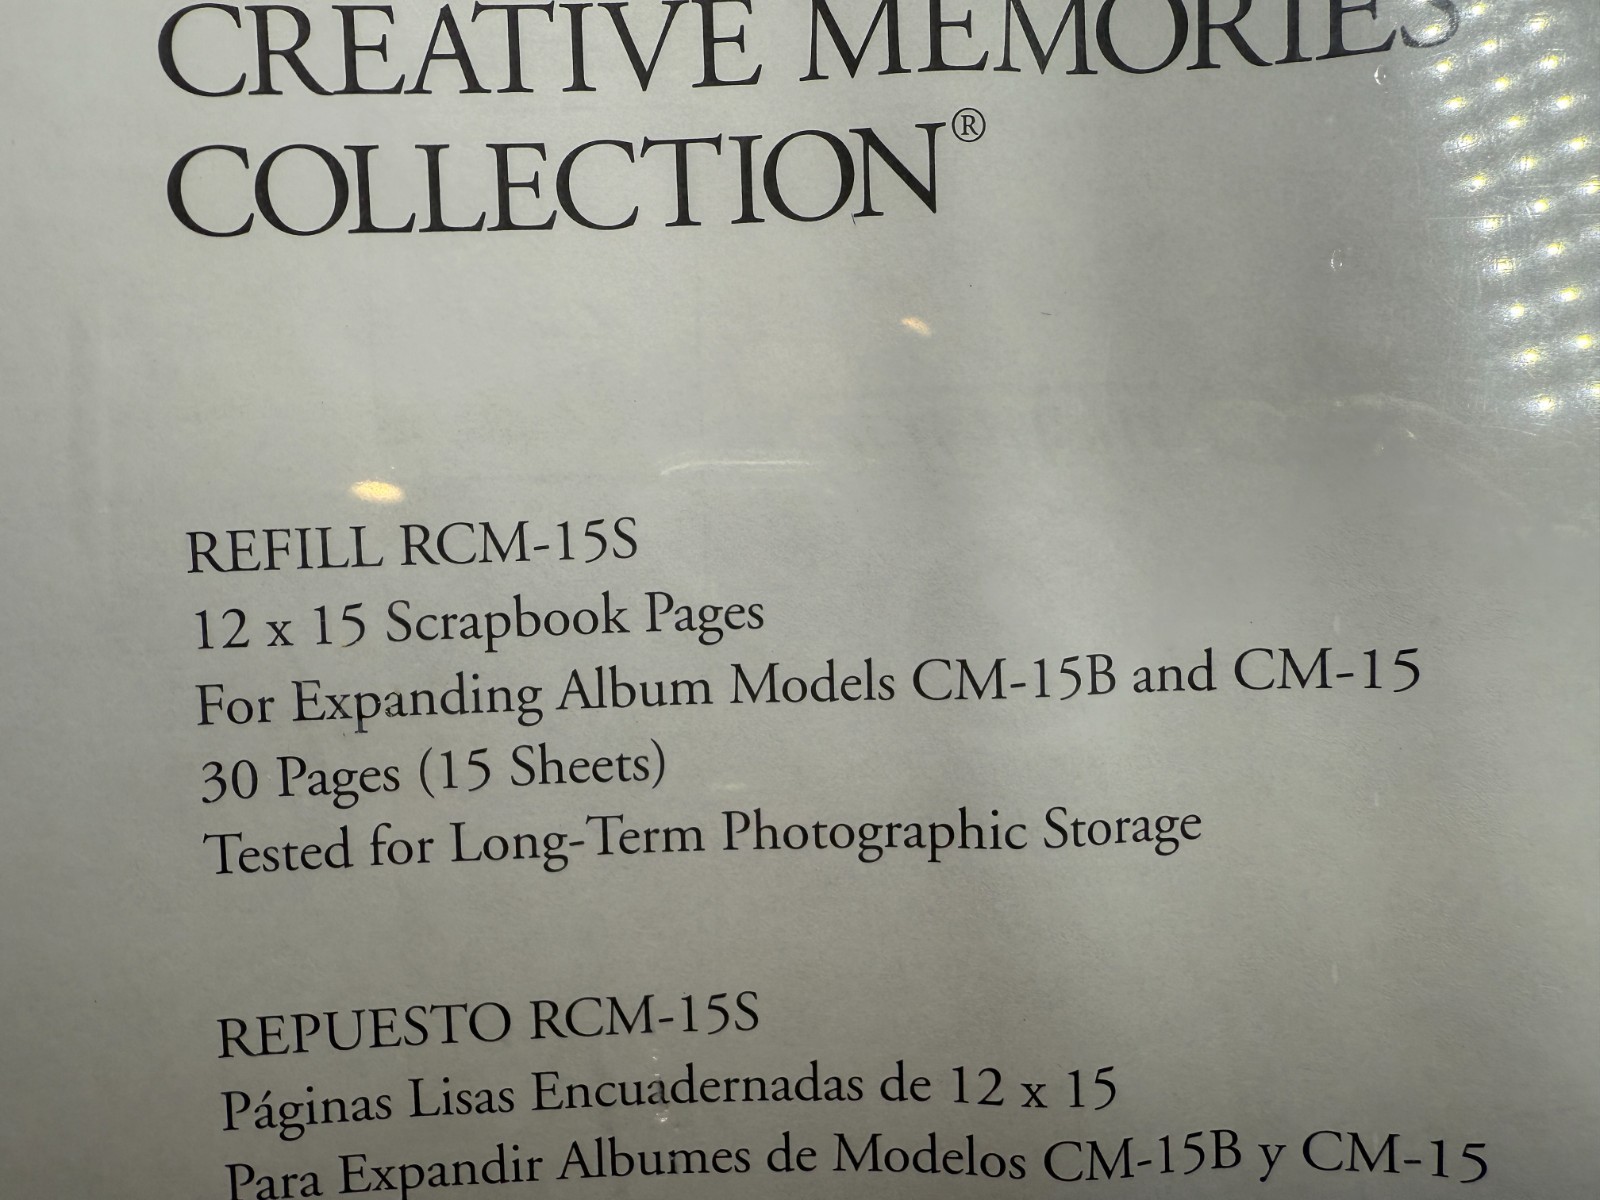 CREATIVE MEMORIES
COLLECTION®
REFILL RCM-15S
12 x 15 Scrapbook Pages
For Expanding Album Models CM-15B and CM-15
30 Pages (15 Sheets)
Tested for Long-Term Photographic Storage
REPUESTO RCM-15S
Páginas Lisas Encuadernadas de 12 x 15
Para Expandir Albumes de Modelos CM-15B y CM-15